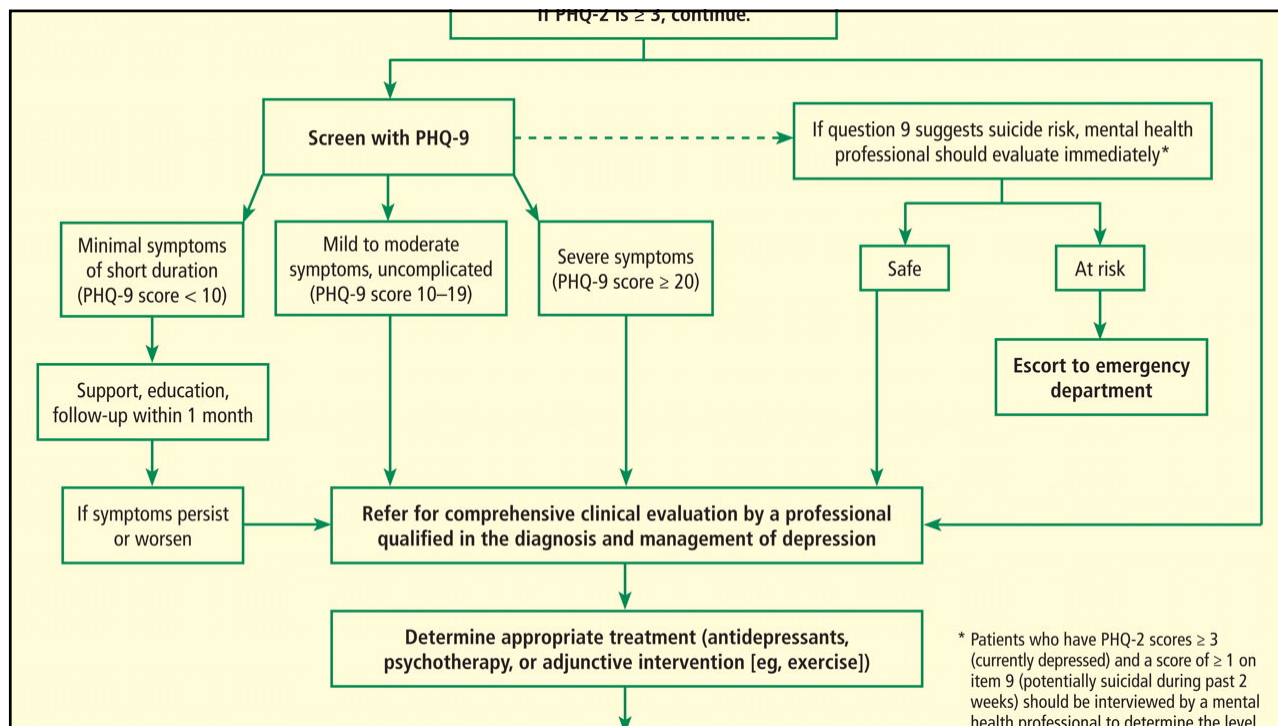 If PHQ-2 is ≥ 3, continue.
Screen with PHQ-9
If question 9 suggests suicide risk, mental health
professional should evaluate immediately*
Minimal symptoms
of short duration
(PHQ-9 score < 10)
Mild to moderate
symptoms, uncomplicated
(PHQ-9 score 10–19)
Severe symptoms
(PHQ-9 score ≥ 20)
Safe
At risk
Support, education,
follow-up within 1 month
Escort to emergency
department
If symptoms persist
or worsen
Refer for comprehensive clinical evaluation by a professional
qualified in the diagnosis and management of depression
Determine appropriate treatment (antidepressants,
psychotherapy, or adjunctive intervention [eg, exercise])
* Patients who have PHQ-2 scores ≥ 3
(currently depressed) and a score of ≥ 1 on
item 9 (potentially suicidal during past 2
weeks) should be interviewed by a mental
health professional to determine the level